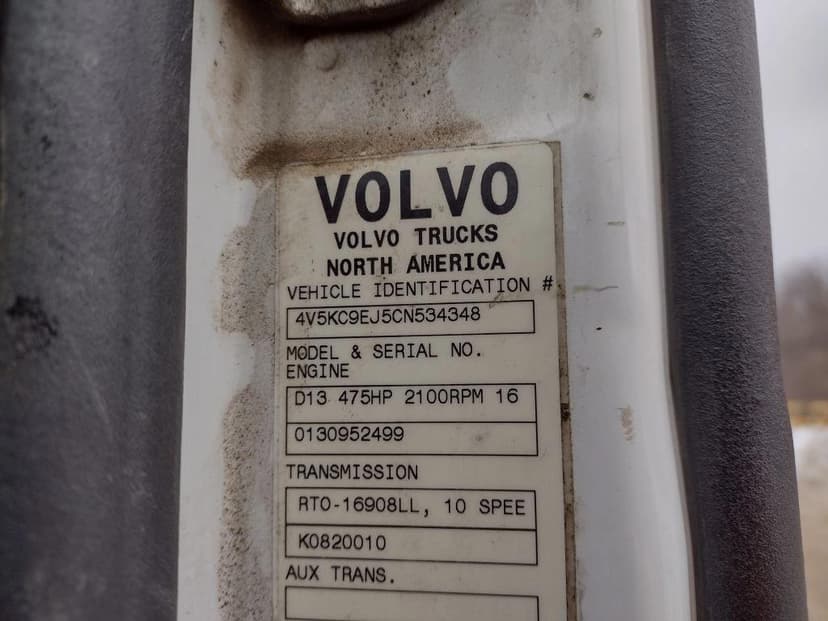 VOLVO
VOLVO TRUCKS
NORTH AMERICA
VEHICLE IDENTIFICATION #
4V5KC9EJ5CN534348
MODEL & SERIAL NO.
ENGINE
D13 475HP 2100RPM 16
0130952499
TRANSMISSION
RTO-16908LL, 10 SPEE
K0820010
AUX TRANS.